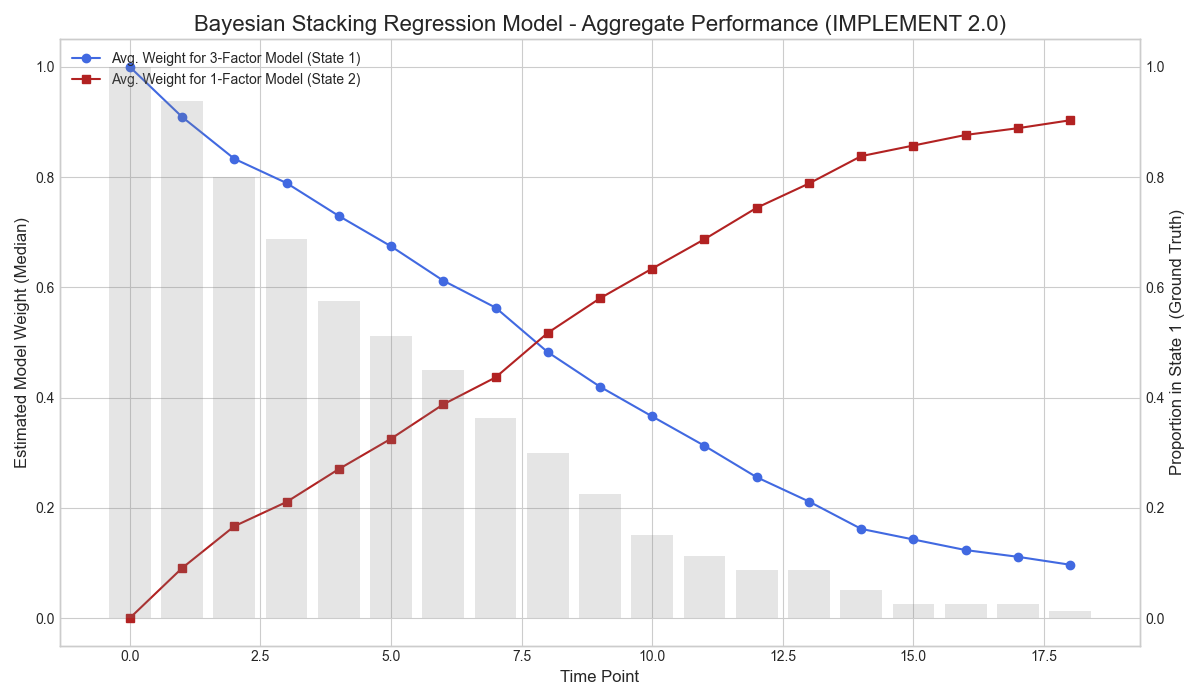 Bayesian Stacking Regression Model - Aggregate Performance (IMPLEMENT 2.0)
Avg. Weight for 3-Factor Model (State 1)
Avg. Weight for 1-Factor Model (State 2)
Estimated Model Weight (Median)
1.0
0.8
0.6
0.4
0.2
0.0
1.0
0.8
0.6
0.4
0.2
0.0
Proportion in State 1 (Ground Truth)
0.0 2.5 5.0 7.5 10.0 12.5 15.0 17.5
Time Point